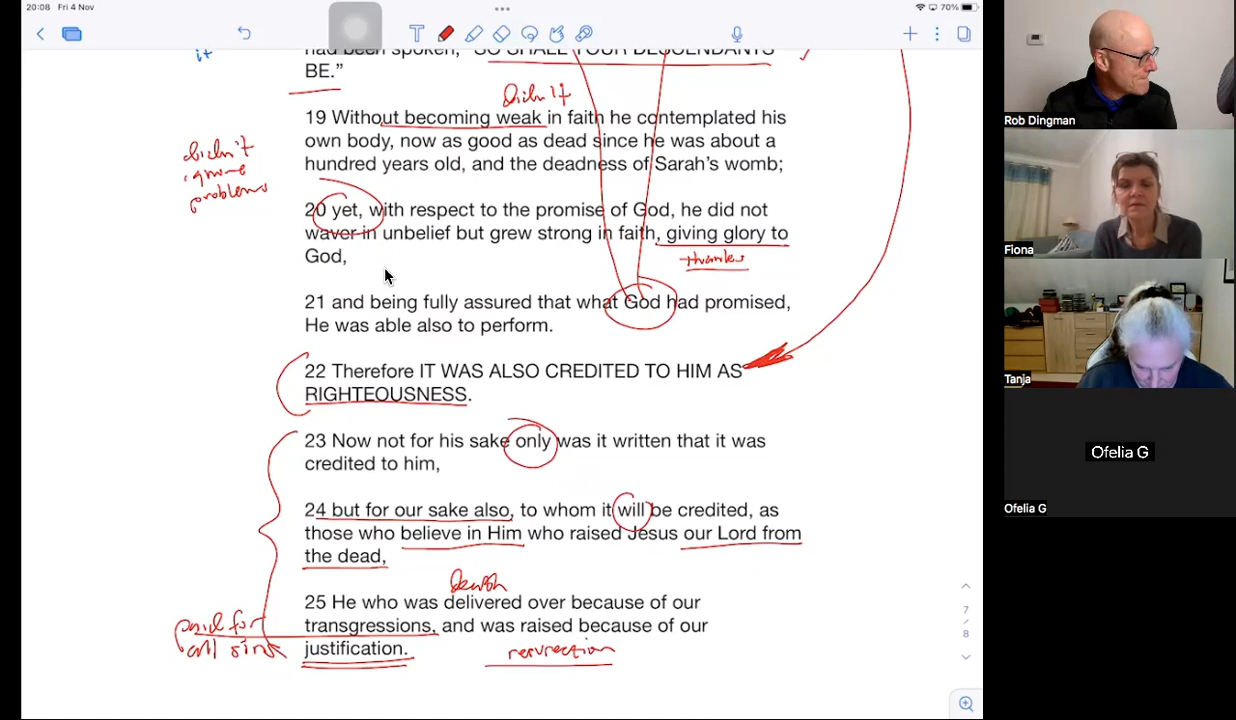 20:08 Fri 4 Nov
70%
had been spoken, "SO SHALL YOUR DESCENDANTS
BE."
it
Didn't
19 Without becoming weak in faith he contemplated his
own body, now as good as dead since he was about a
hundred years old, and the deadness of Sarah's womb;
didn't
ignore
problems
20 yet, with respect to the promise of God, he did not
waver in unbelief but grew strong in faith, giving glory to
God,
thanks
21 and being fully assured that what God had promised,
He was able also to perform.
22 Therefore IT WAS ALSO CREDITED TO HIM AS
RIGHTEOUSNESS.
23 Now not for his sake only was it written that it was
credited to him,
24 but for our sake also, to whom it will be credited, as
those who believe in Him who raised Jesus our Lord from
the dead,
25 He who was delivered over because of our
transgressions, and was raised because of our
justification.
paid for
all sins
resurrection
7
/
8
Rob Dingman
Fiona
Tanja
Ofelia G
Ofelia G